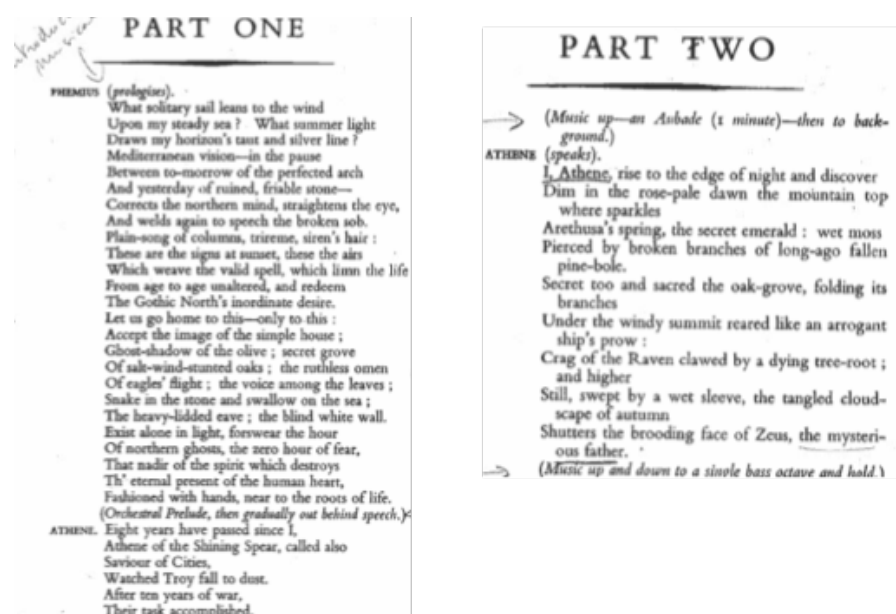 introduc
musica
PART ONE
PHEMIUS (prologises).
What solitary sail leans to the wind
Upon my steady sea ? What summer light
Draws my horizon's taut and silver line ?
Mediterranean vision—in the pause
Between to-morrow of the perfected arch
And yesterday of ruined, friable stone—
Corrects the northern mind, straightens the eye,
And welds again to speech the broken sob.
Plain-song of columns, trireme, siren's hair :
These are the signs at sunset, these the airs
Which weave the valid spell, which limn the life
From age to age unaltered, and redeem
The Gothic North's inordinate desire.
Let us go home to this—only to this :
Accept the image of the simple house ;
Ghost-shadow of the olive ; secret grove
Of salt-wind-stunted oaks ; the ruthless omen
Of eagles' flight ; the voice among the leaves ;
Snake in the stone and swallow on the sea ;
The heavy-lidded eave ; the blind white wall.
Exist alone in light, forswear the hour
Of northern ghosts, the zero hour of fear,
That nadir of the spirit which destroys
Th' eternal present of the human heart,
Fashioned with hands, near to the roots of life.
(Orchestral Prelude, then gradually out behind speech.)
ATHENE. Eight years have passed since I,
Athene of the Shining Spear, called also
Saviour of Cities,
Watched Troy fall to dust.
After ten years of war,
Their task accomplished,
PART TWO
(Music up—an Aubade (1 minute)—then to back-
ground.)
ATHENE (speaks).
I, Athene, rise to the edge of night and discover
Dim in the rose-pale dawn the mountain top
where sparkles
Arethusa's spring, the secret emerald : wet moss
Pierced by broken branches of long-ago fallen
pine-bole.
Secret too and sacred the oak-grove, folding its
branches
Under the windy summit reared like an arrogant
ship's prow :
Crag of the Raven clawed by a dying tree-root ;
and higher
Still, swept by a wet sleeve, the tangled cloud-
scape of autumn
Shutters the brooding face of Zeus, the mysteri-
ous father.
(Music up and down to a single bass octave and hold.)